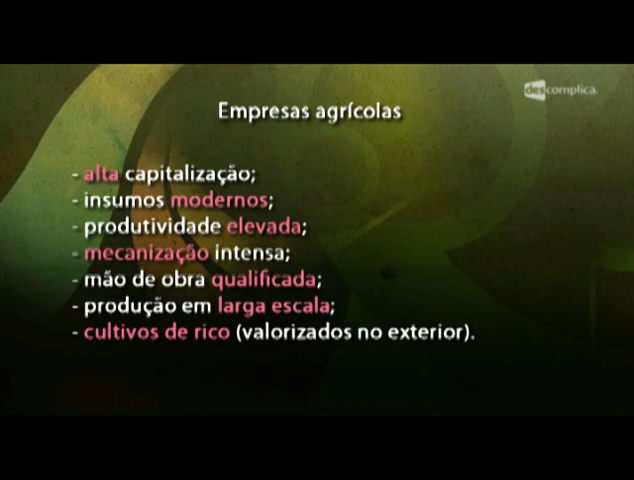 descomplica.
Empresas agrícolas
- alta capitalização;
- insumos modernos;
- produtividade elevada;
- mecanização intensa;
- mão de obra qualificada;
- produção em larga escala;
- cultivos de rico (valorizados no exterior).